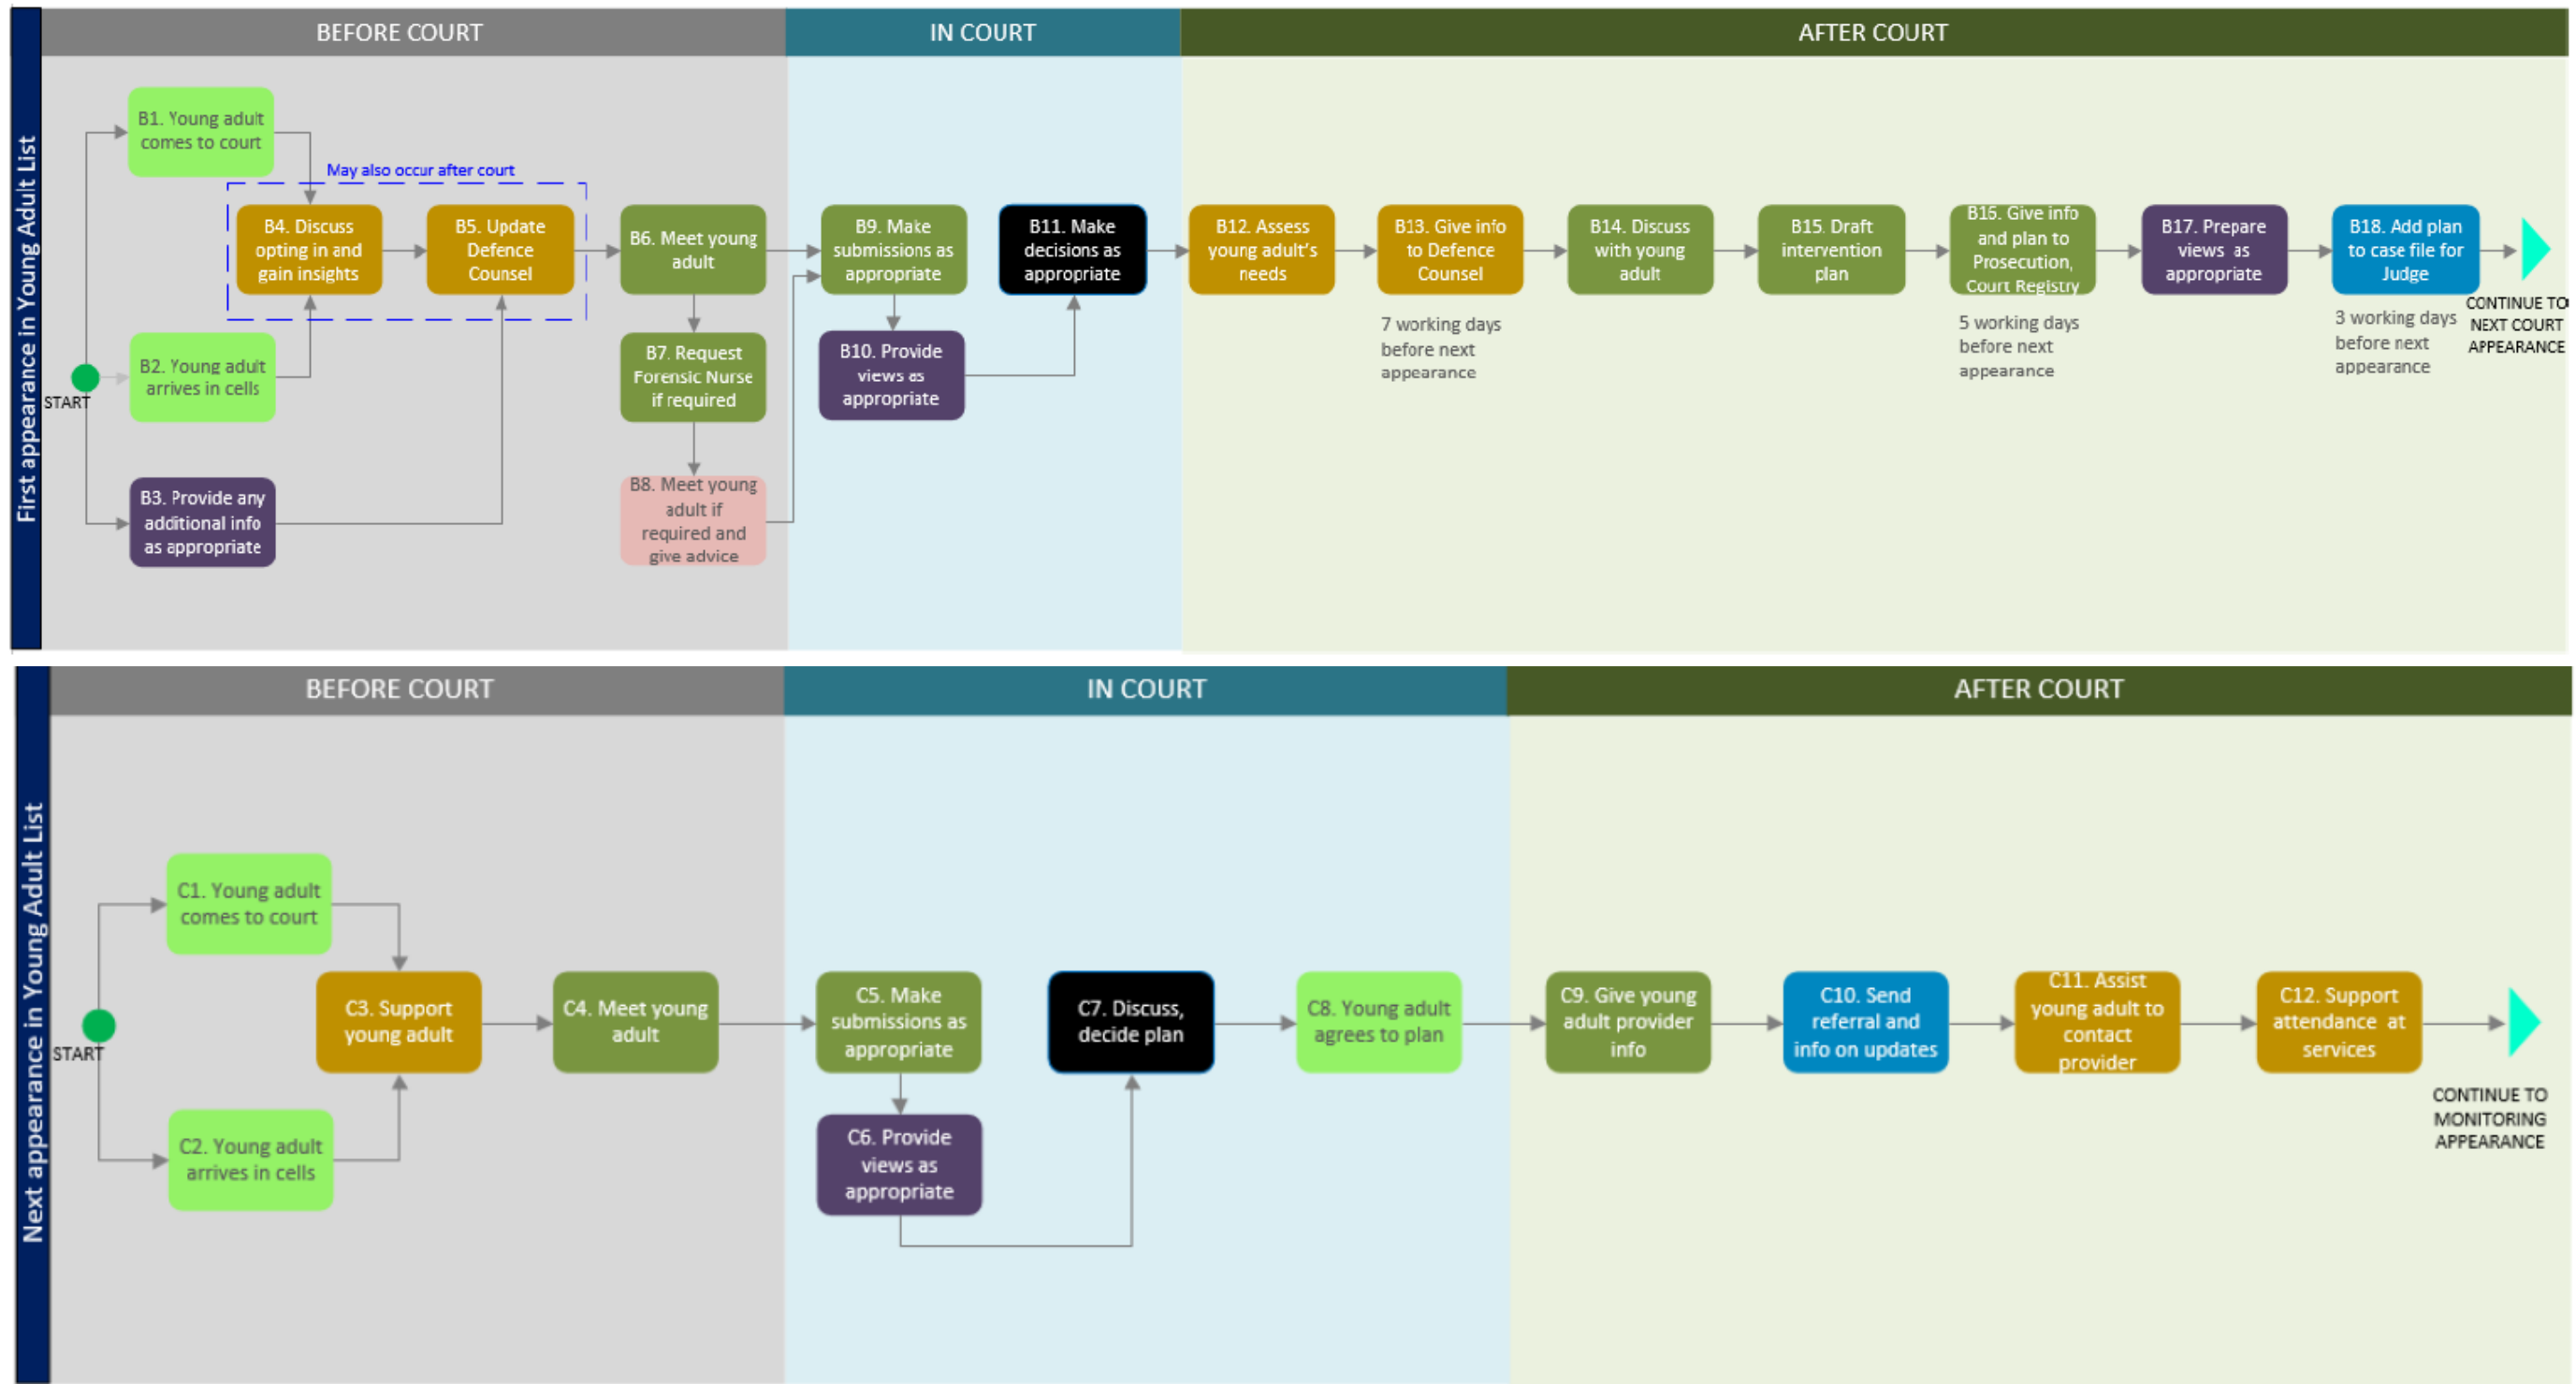 First appearance in Young Adult List
BEFORE COURT
IN COURT
AFTER COURT
START
B1. Young adult
comes to court
B2. Young adult
arrives in cells
B3. Provide any
additional info
as appropriate
May also occur after court
B4. Discuss
opting in and
gain insights
B5. Update
Defence
Counsel
B6. Meet young
adult
B7. Request
Forensic Nurse
if required
B8. Meet young
adult if
required and
give advice
B9. Make
submissions as
appropriate
B10. Provide
views as
appropriate
B11. Make
decisions as
appropriate
B12. Assess
young adult's
needs
B13. Give info
to Defence
Counsel
7 working days
before next
appearance
B14. Discuss
with young
adult
B15. Draft
intervention
plan
B16. Give info
and plan to
Prosecution,
Court Registry
5 working days
before next
appearance
B17. Prepare
views as
appropriate
B18. Add plan
to case file for
Judge
3 working days
before next
appearance
CONTINUE TO
NEXT COURT
APPEARANCE
Next appearance in Young Adult List
BEFORE COURT
IN COURT
AFTER COURT
START
C1. Young adult
comes to court
C2. Young adult
arrives in cells
C3. Support
young adult
C4. Meet young
adult
C5. Make
submissions as
appropriate
C6. Provide
views as
appropriate
C7. Discuss,
decide plan
C8. Young adult
agrees to plan
C9. Give young
adult provider
info
C10. Send
referral and
info on updates
C11. Assist
young adult to
contact
provider
C12. Support
attendance at
services
CONTINUE TO
MONITORING
APPEARANCE